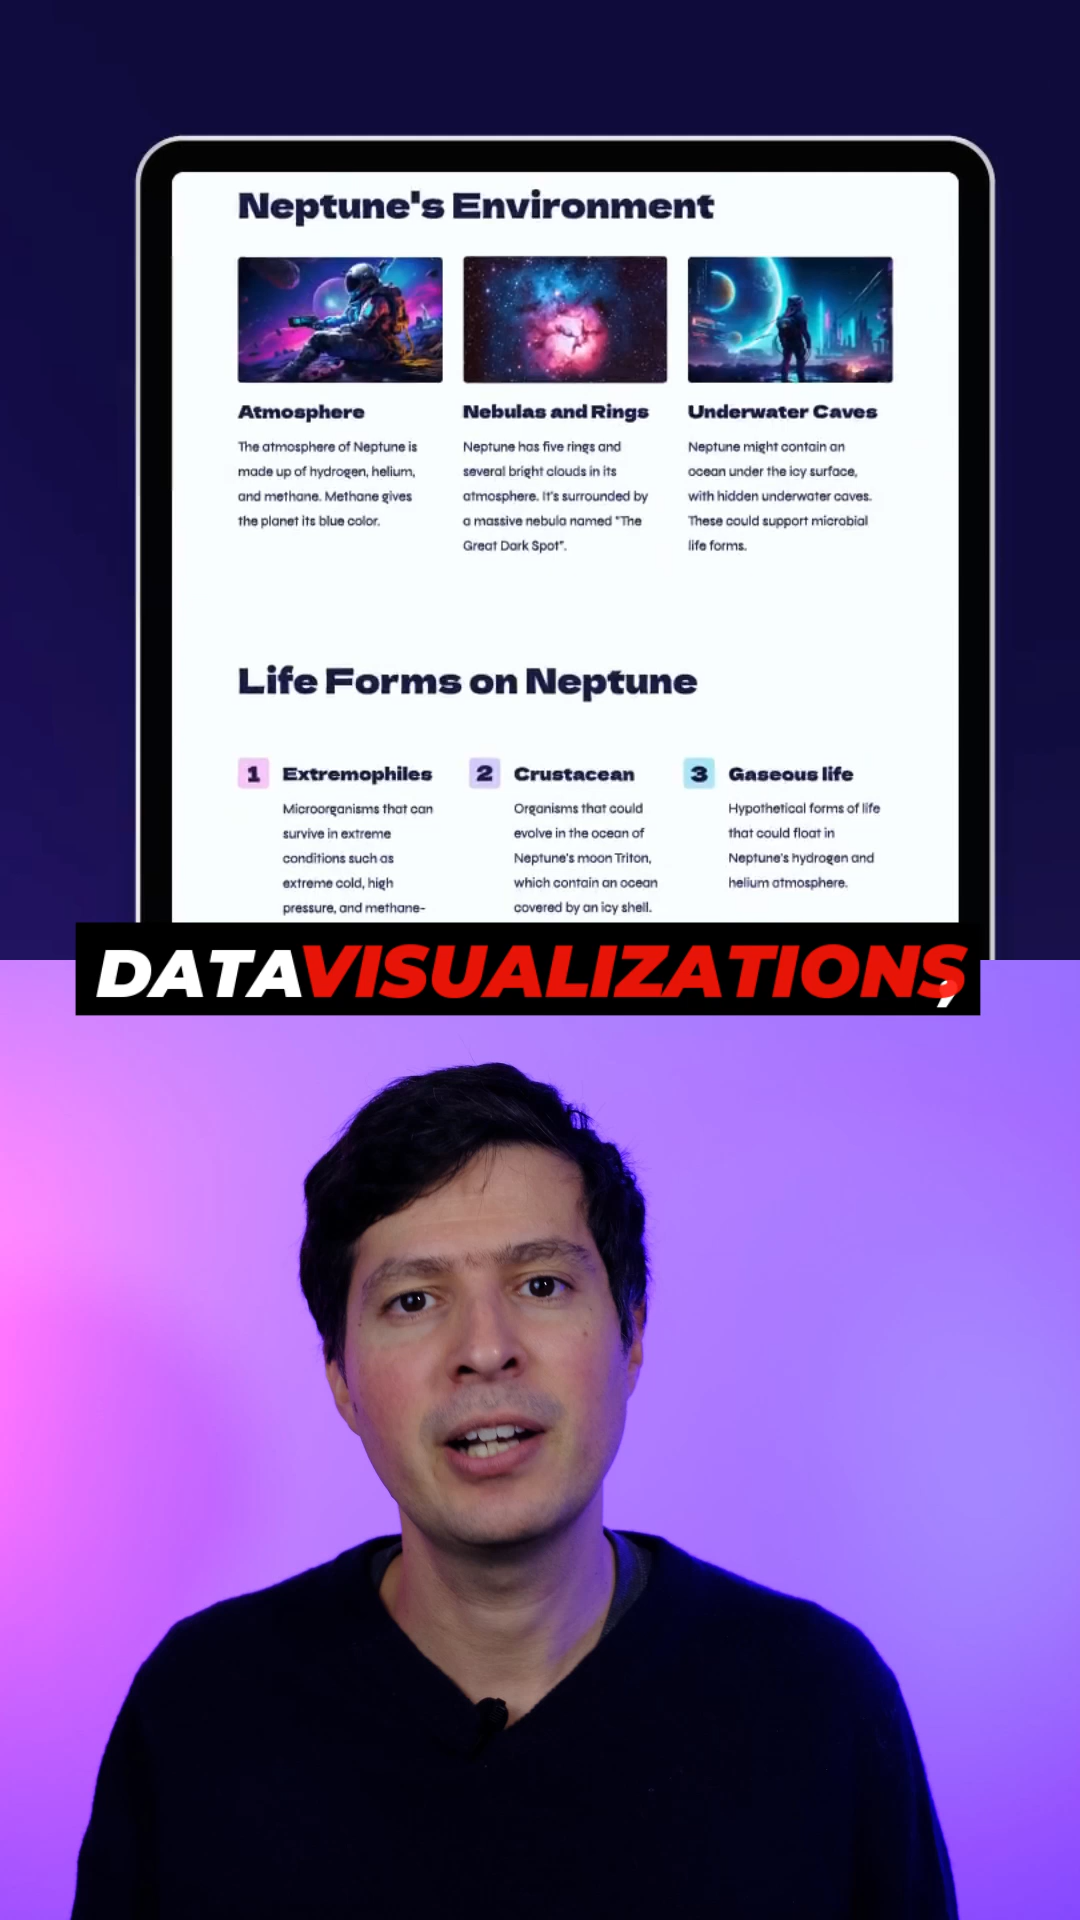 Neptune's Environment
Atmosphere
The atmosphere of Neptune is
made up of hydrogen, helium,
and methane. Methane gives
the planet its blue color.
Nebulas and Rings
Neptune has five rings and
several bright clouds in its
atmosphere. It's surrounded by
a massive nebula named "The
Great Dark Spot".
Underwater Caves
Neptune might contain an
ocean under the icy surface,
with hidden underwater caves.
These could support microbial
life forms.
Life Forms on Neptune
1 Extremophiles
Microorganisms that can
survive in extreme
conditions such as
extreme cold, high
pressure, and methane-
2 Crustacean
Organisms that could
evolve in the ocean of
Neptune's moon Triton,
which contain an ocean
covered by an icy shell.
3 Gaseous life
Hypothetical forms of life
that could float in
Neptune's hydrogen and
helium atmosphere.
DATA VISUALIZATIONS,